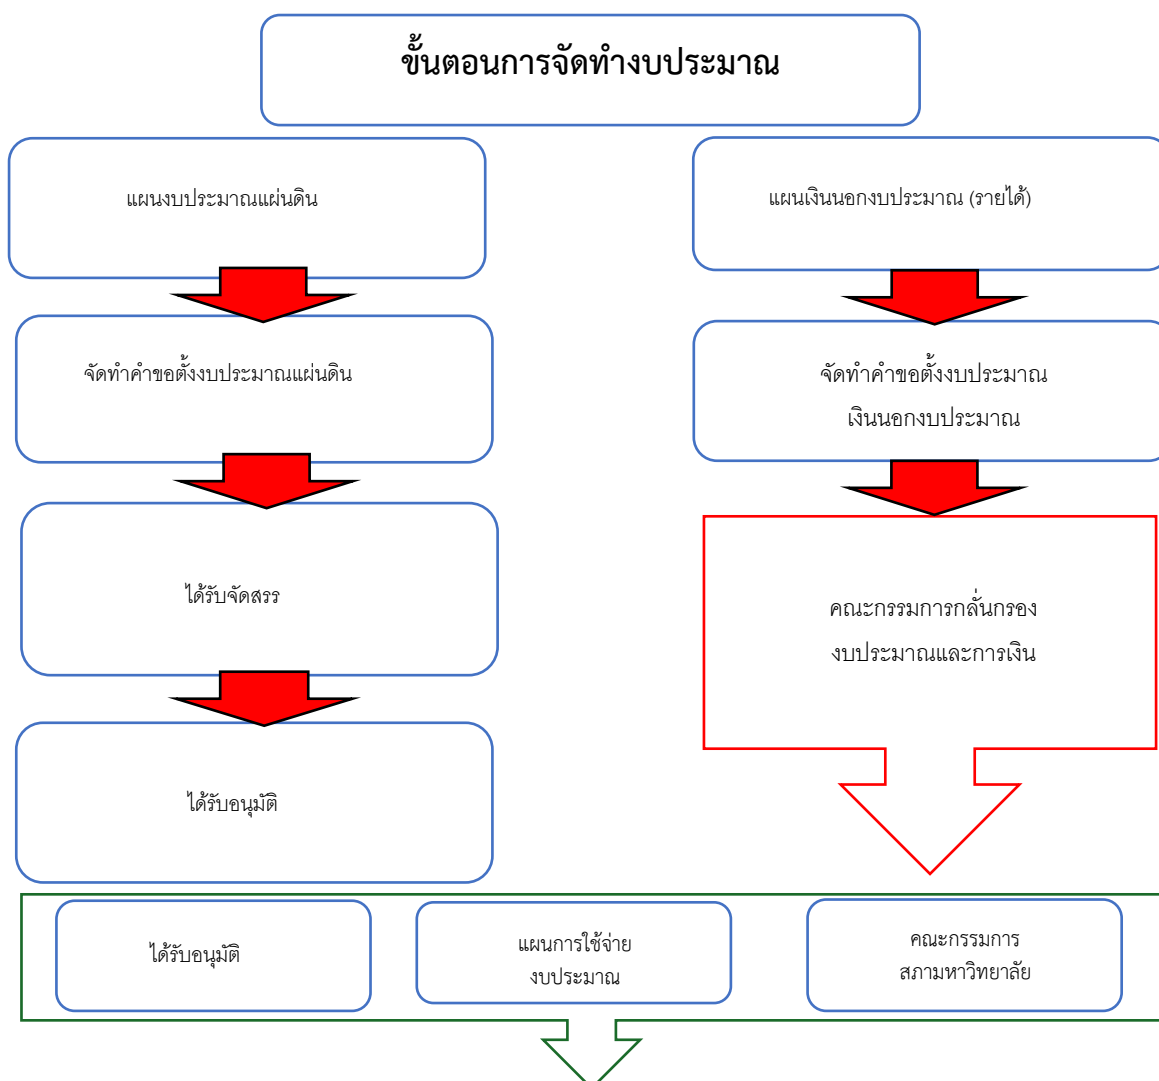 ขั้นตอนการจัดทำงบประมาณ
แผนงบประมาณแผ่นดิน
แผนเงินนอกงบประมาณ (รายได้)
จัดทำคำขอตั้งงบประมาณแผ่นดิน
จัดทำคำขอตั้งงบประมาณ
เงินนอกงบประมาณ
ได้รับจัดสรร
คณะกรรมการกลั่นกรอง
งบประมาณและการเงิน
ได้รับอนุมัติ
ได้รับอนุมัติ
แผนการใช้จ่าย
งบประมาณ
คณะกรรมการ
สภามหาวิทยาลัย